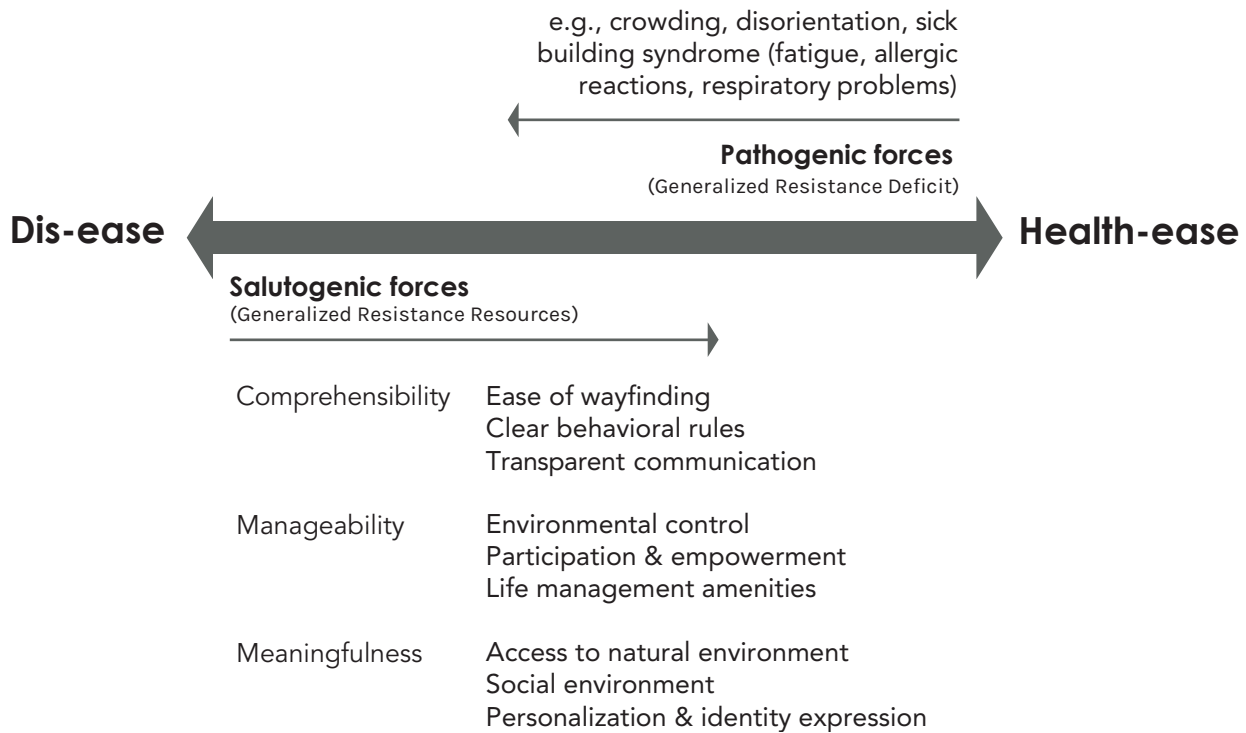 e.g., crowding, disorientation, sick
building syndrome (fatigue, allergic
reactions, respiratory problems)
Pathogenic forces
(Generalized Resistance Deficit)
Dis-ease
Health-ease
Salutogenic forces
(Generalized Resistance Resources)
Comprehensibility
Ease of wayfinding
Clear behavioral rules
Transparent communication
Manageability
Environmental control
Participation & empowerment
Life management amenities
Meaningfulness
Access to natural environment
Social environment
Personalization & identity expression